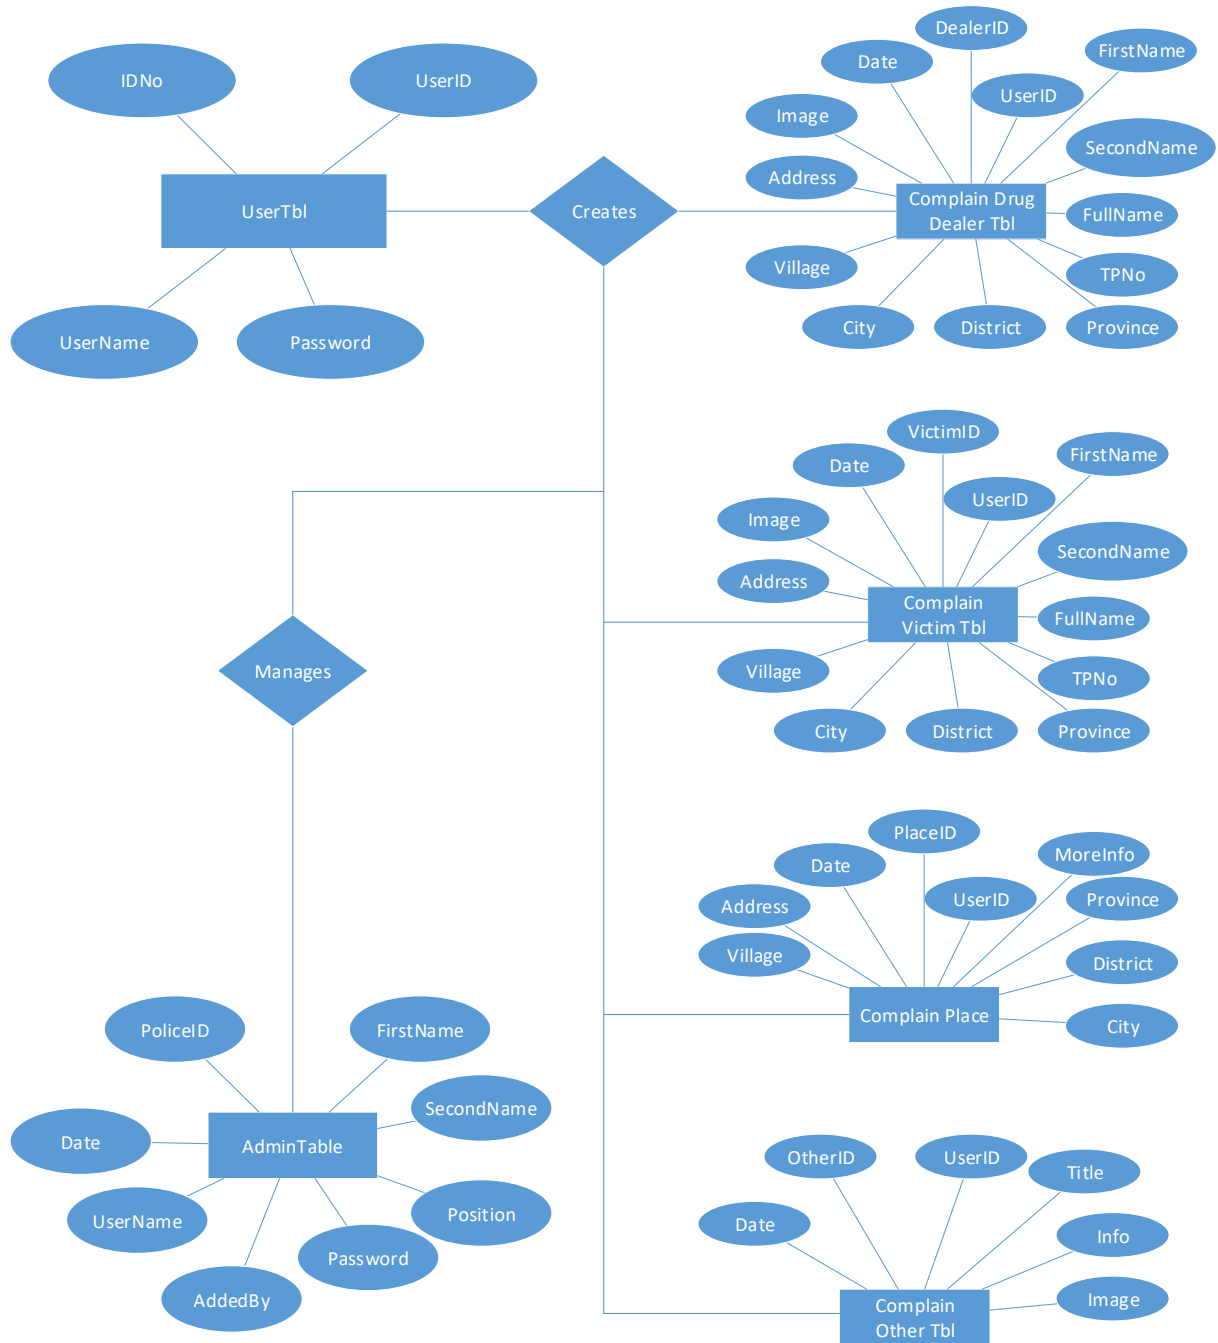 IDNo
UserID
UserTbl
UserName
Password
Creates
DealerID
FirstName
Date
UserID
Image
SecondName
Address
Complain Drug
Dealer Tbl
FullName
Village
TPNo
City
District
Province
VictimID
FirstName
Date
UserID
Image
SecondName
Address
Complain
Victim Tbl
FullName
Village
TPNo
City
District
Province
Manages
PlaceID
MoreInfo
Date
Address
UserID
Province
Village
District
Complain Place
City
PoliceID
FirstName
SecondName
Date
AdminTable
UserName
Position
Password
AddedBy
OtherID
UserID
Title
Date
Info
Image
Complain
Other Tbl